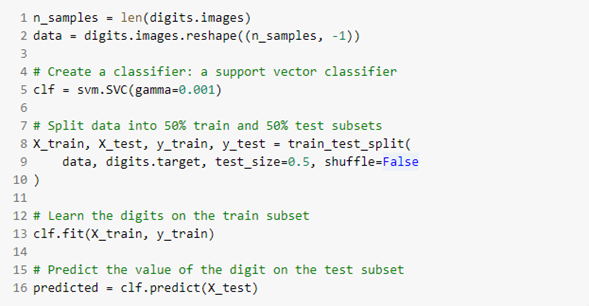 1 n_samples = len(digits.images)
2 data = digits.images.reshape((n_samples, -1))
3
4 # Create a classifier: a support vector classifier
5 clf = svm.SVC(gamma=0.001)
6
7 # Split data into 50% train and 50% test subsets
8 X_train, X_test, y_train, y_test = train_test_split(
9     data, digits.target, test_size=0.5, shuffle=False
10 )
11
12 # Learn the digits on the train subset
13 clf.fit(X_train, y_train)
14
15 # Predict the value of the digit on the test subset
16 predicted = clf.predict(X_test)